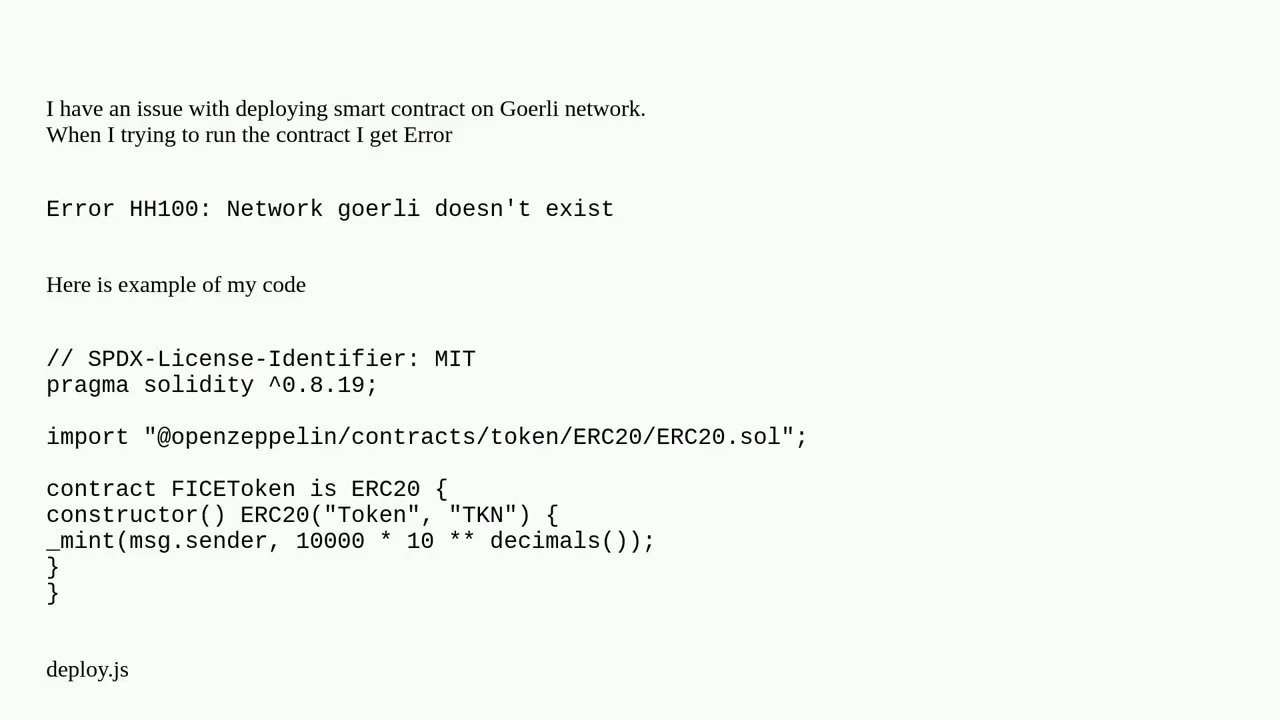 I have an issue with deploying smart contract on Goerli network.
When I trying to run the contract I get Error
Error HH100: Network goerli doesn't exist
Here is example of my code
// SPDX-License-Identifier: MIT
pragma solidity ^0.8.19;
import "@openzeppelin/contracts/token/ERC20/ERC20.sol";
contract FICEToken is ERC20 {
constructor() ERC20("Token", "TKN") {
_mint(msg.sender, 10000 * 10 ** decimals());
}
}
deploy.js